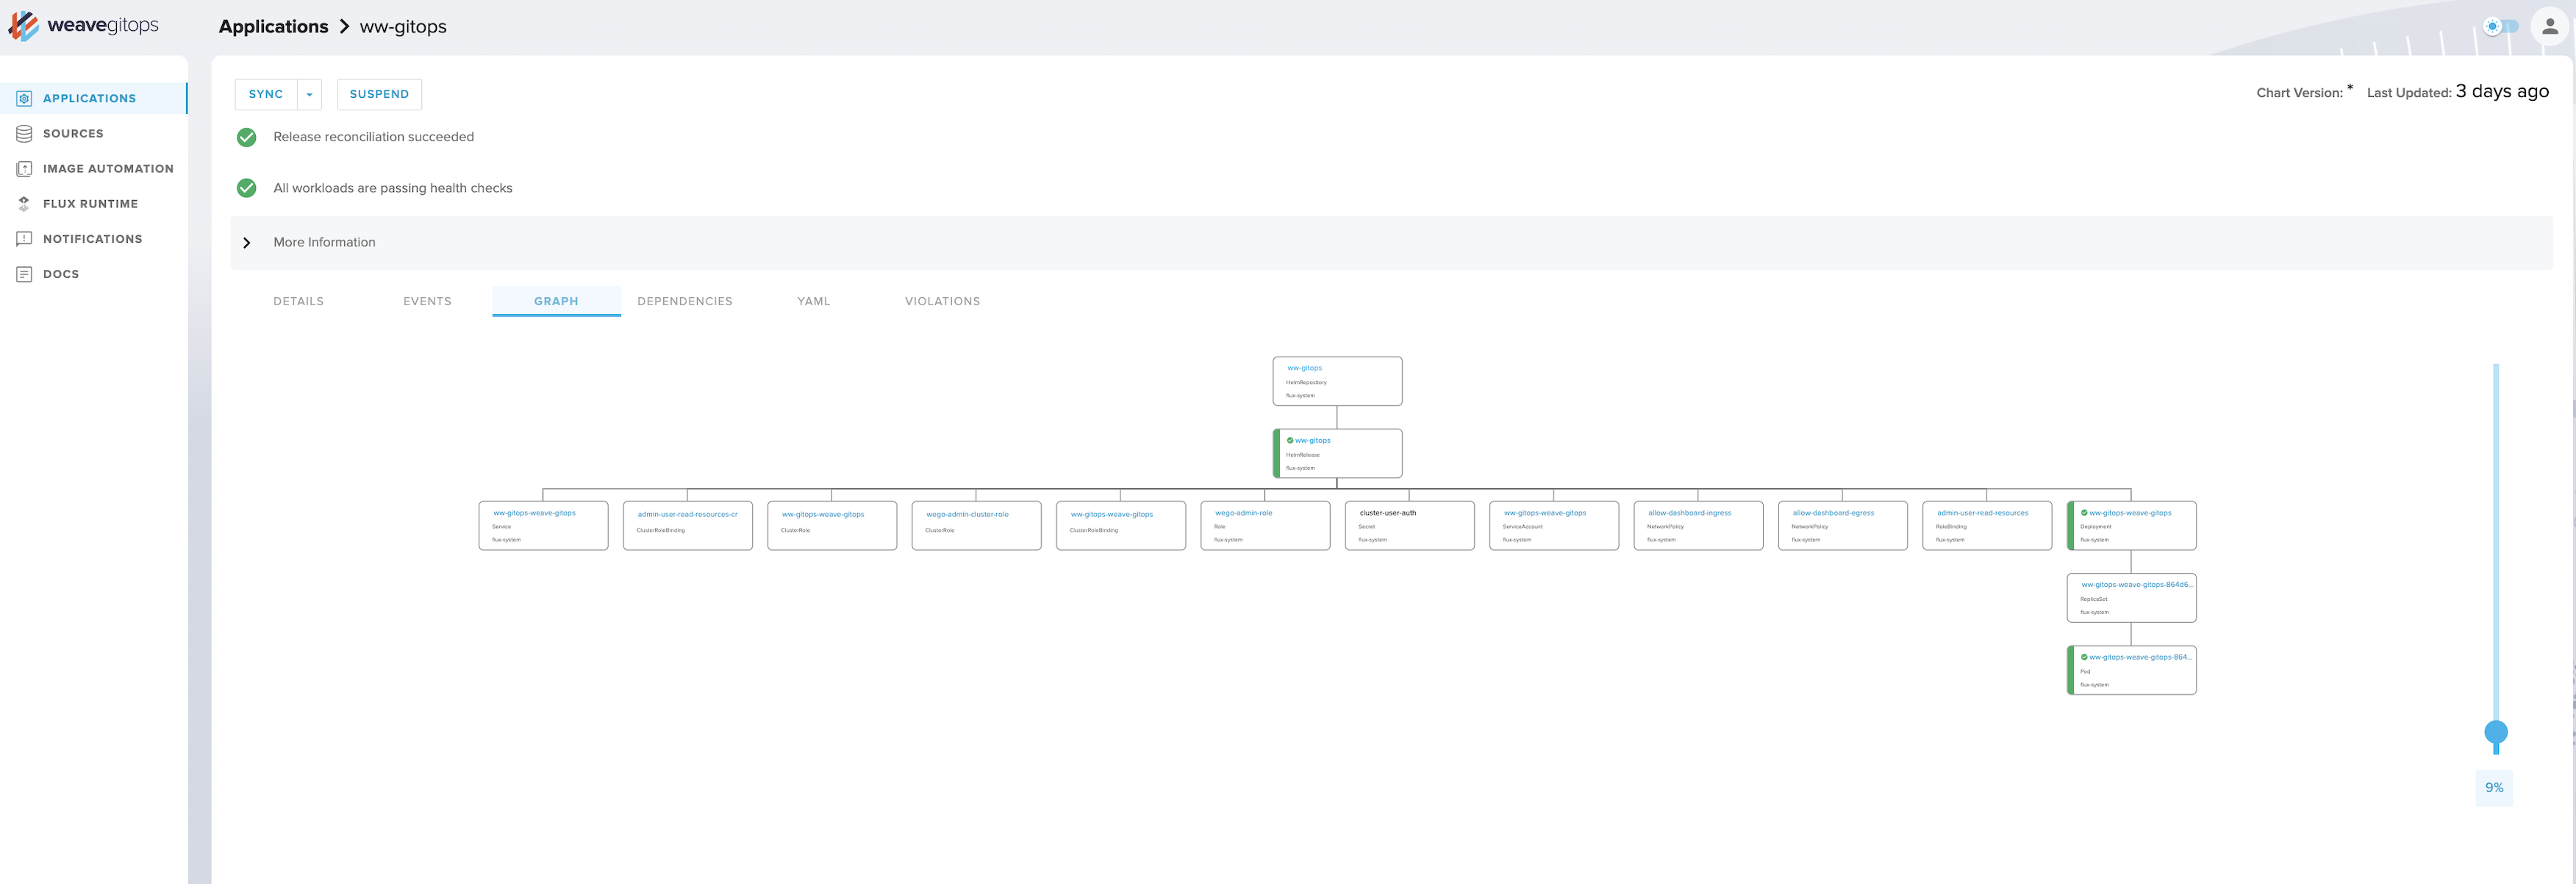 weavegitops
Applications > ww-gitops
APPLICATIONS
SOURCES
IMAGE AUTOMATION
FLUX RUNTIME
NOTIFICATIONS
DOCS
SYNC
SUSPEND
Chart Version: * Last Updated: 3 days ago
Release reconciliation succeeded
All workloads are passing health checks
More Information
DETAILS
EVENTS
GRAPH
DEPENDENCIES
YAML
VIOLATIONS
ww-gitops
HelmRepository
flux-system
ww-gitops
HelmRelease
flux-system
ww-gitops-weave-gitops
Service
flux-system
admin-user-read-resources-cr
ClusterRoleBinding
ww-gitops-weave-gitops
ClusterRole
wego-admin-cluster-role
ClusterRole
ww-gitops-weave-gitops
ClusterRoleBinding
wego-admin-role
Role
flux-system
cluster-user-auth
Secret
flux-system
ww-gitops-weave-gitops
ServiceAccount
flux-system
allow-dashboard-ingress
NetworkPolicy
flux-system
allow-dashboard-egress
NetworkPolicy
flux-system
admin-user-read-resources
RoleBinding
flux-system
ww-gitops-weave-gitops
Deployment
flux-system
ww-gitops-weave-gitops-864d6...
ReplicaSet
flux-system
ww-gitops-weave-gitops-864...
Pod
flux-system
9%